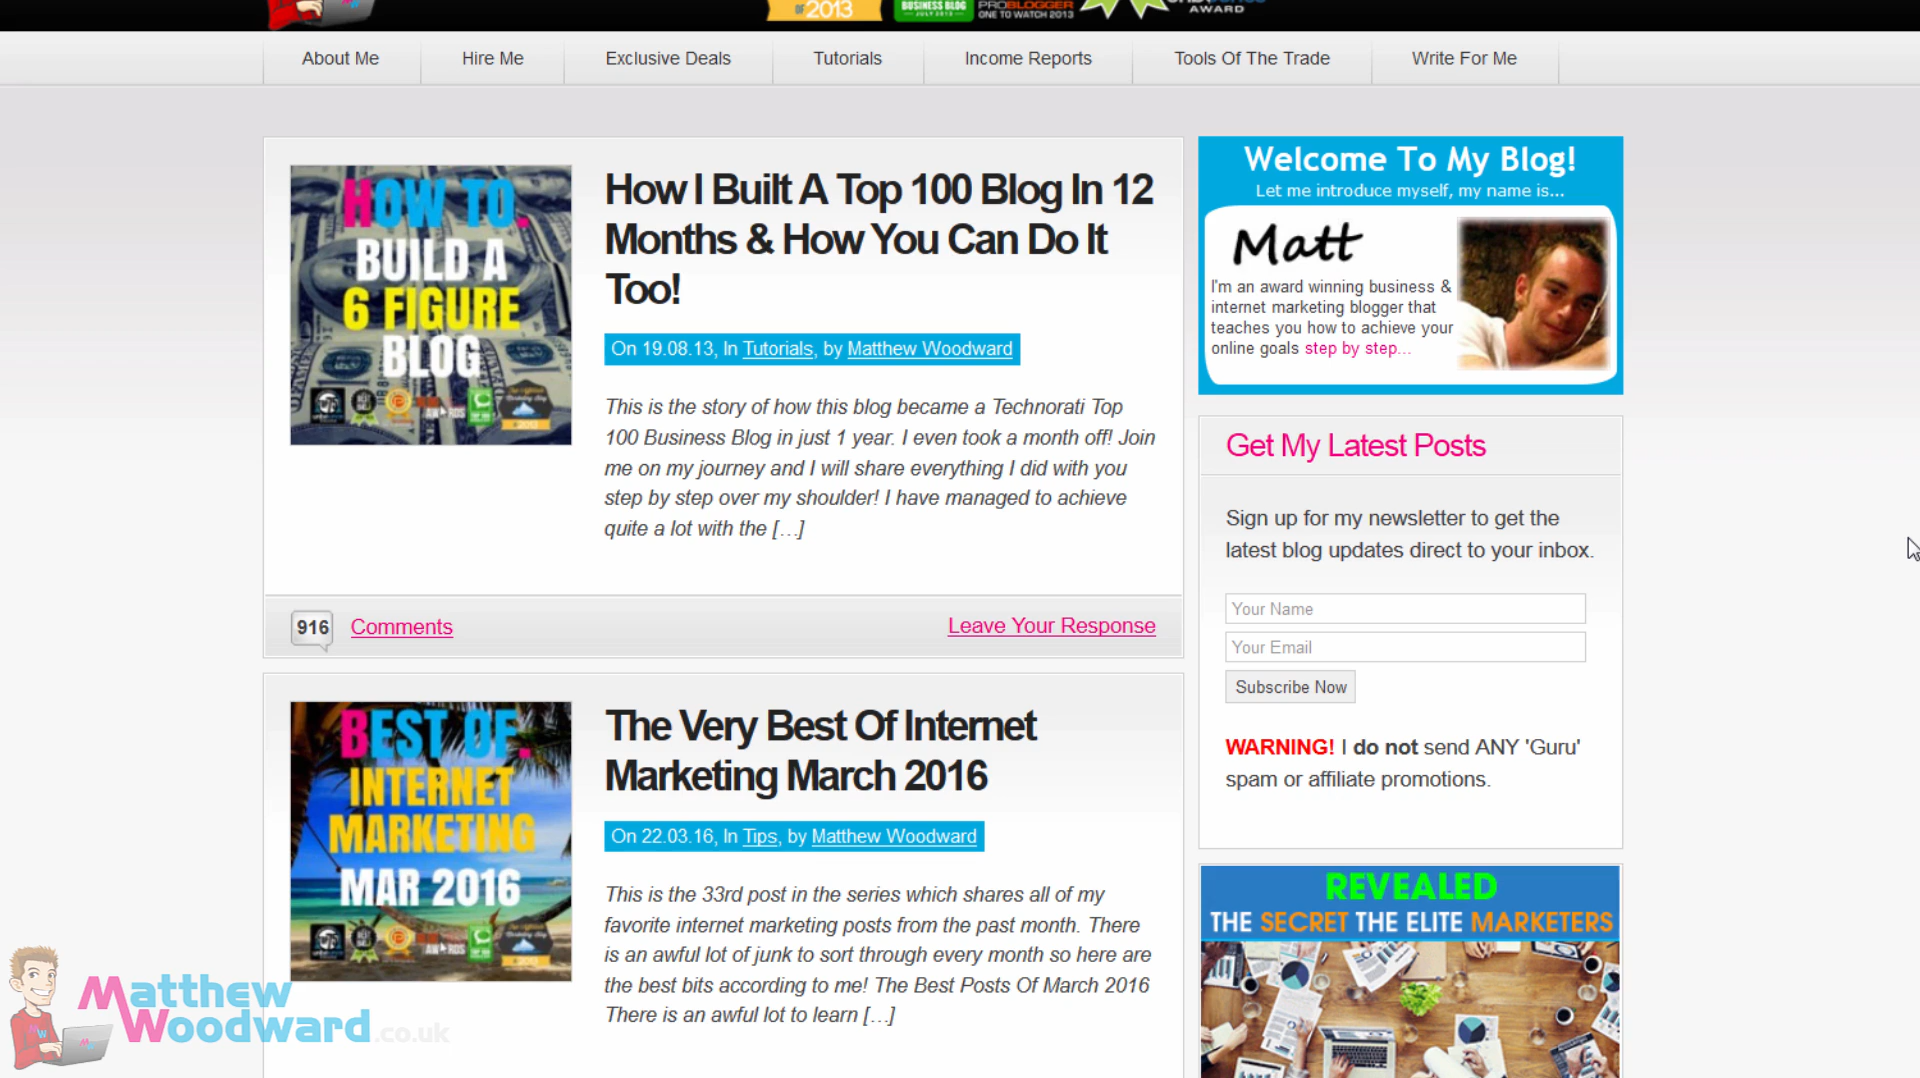 OF 2013
BUSINESS BLOG
PROBLOGGER
ONE TO WATCH 2013
AWARD
About Me
Hire Me
Exclusive Deals
Tutorials
Income Reports
Tools Of The Trade
Write For Me
HOW TO.
BUILD A
6 FIGURE
BLOG
How I Built A Top 100 Blog In 12
Months & How You Can Do It
Too!
On 19.08.13, In Tutorials, by Matthew Woodward
This is the story of how this blog became a Technorati Top
100 Business Blog in just 1 year. I even took a month off! Join
me on my journey and I will share everything I did with you
step by step over my shoulder! I have managed to achieve
quite a lot with the [...]
916
Comments
Leave Your Response
BEST OF.
INTERNET
MARKETING
MAR 2016
The Very Best Of Internet
Marketing March 2016
On 22.03.16, In Tips, by Matthew Woodward
This is the 33rd post in the series which shares all of my
favorite internet marketing posts from the past month. There
is an awful lot of junk to sort through every month so here are
the best bits according to me! The Best Posts Of March 2016
There is an awful lot to learn [...]
Welcome To My Blog!
Let me introduce myself, my name is...
Matt
I'm an award winning business &
internet marketing blogger that
teaches you how to achieve your
online goals step by step...
Get My Latest Posts
Sign up for my newsletter to get the
latest blog updates direct to your inbox.
Your Name
Your Email
Subscribe Now
WARNING! I do not send ANY 'Guru'
spam or affiliate promotions.
REVEALED
THE SECRET THE ELITE MARKETERS
Matthew
Woodward.co.uk